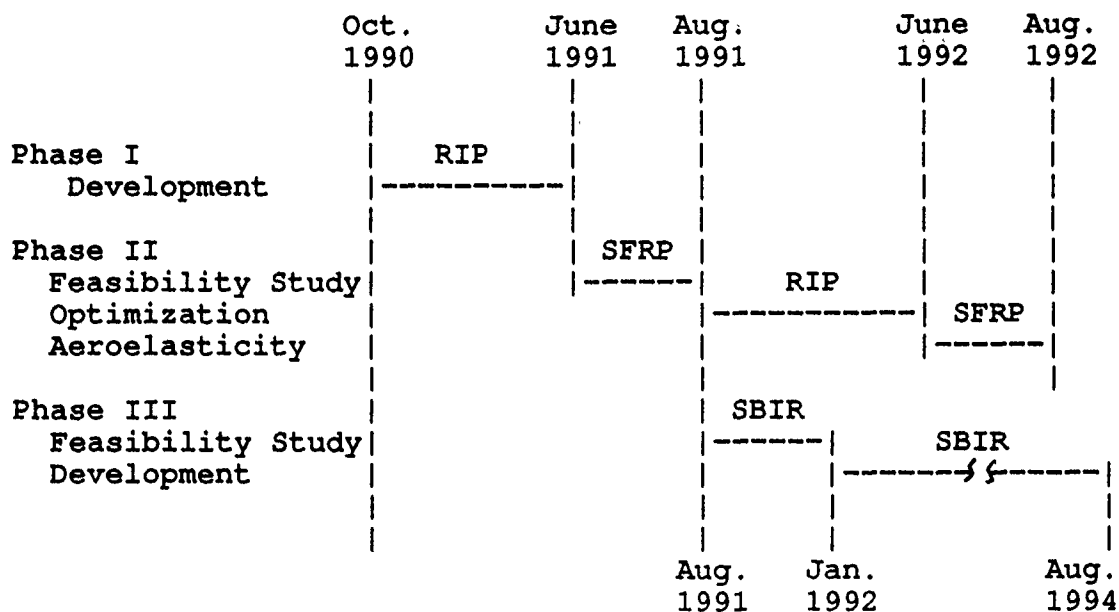 Oct. June Aug. June Aug.
1990 1991 1991 1992 1992
Phase I RIP
Development
Phase II SFRP
Feasibility Study RIP
Optimization SFRP
Aeroelasticity
Phase III SBIR
Feasibility Study SBIR
Development
Aug. Jan. Aug.
1991 1992 1994